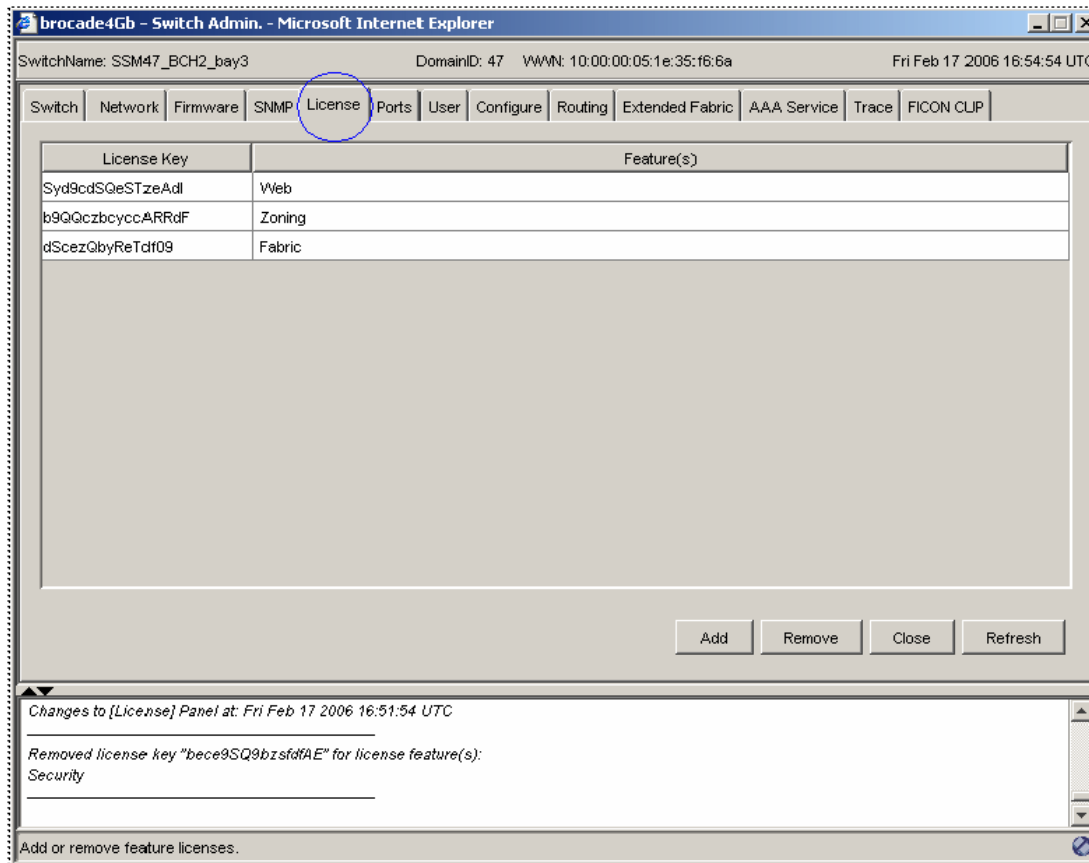 brocade4Gb - Switch Admin. - Microsoft Internet Explorer
SwitchName: SSM47_BCH2_bay3 DomainID: 47 WWN: 10:00:00:05:1e:35:f6:6a Fri Feb 17 2006 16:54:54 UTC
Switch Network Firmware SNMP License Ports User Configure Routing Extended Fabric AAA Service Trace FICON CUP
License Key Feature(s)
Syd9cdSQeSTzeAdI Web
b9QQczbcyccARRdF Zoning
dScezQbyReTdf09 Fabric
Add Remove Close Refresh
Changes to [License] Panel at: Fri Feb 17 2006 16:51:54 UTC
Removed license key "bece9SQ9bzsfdfAE" for license feature(s):
Security
Add or remove feature licenses.